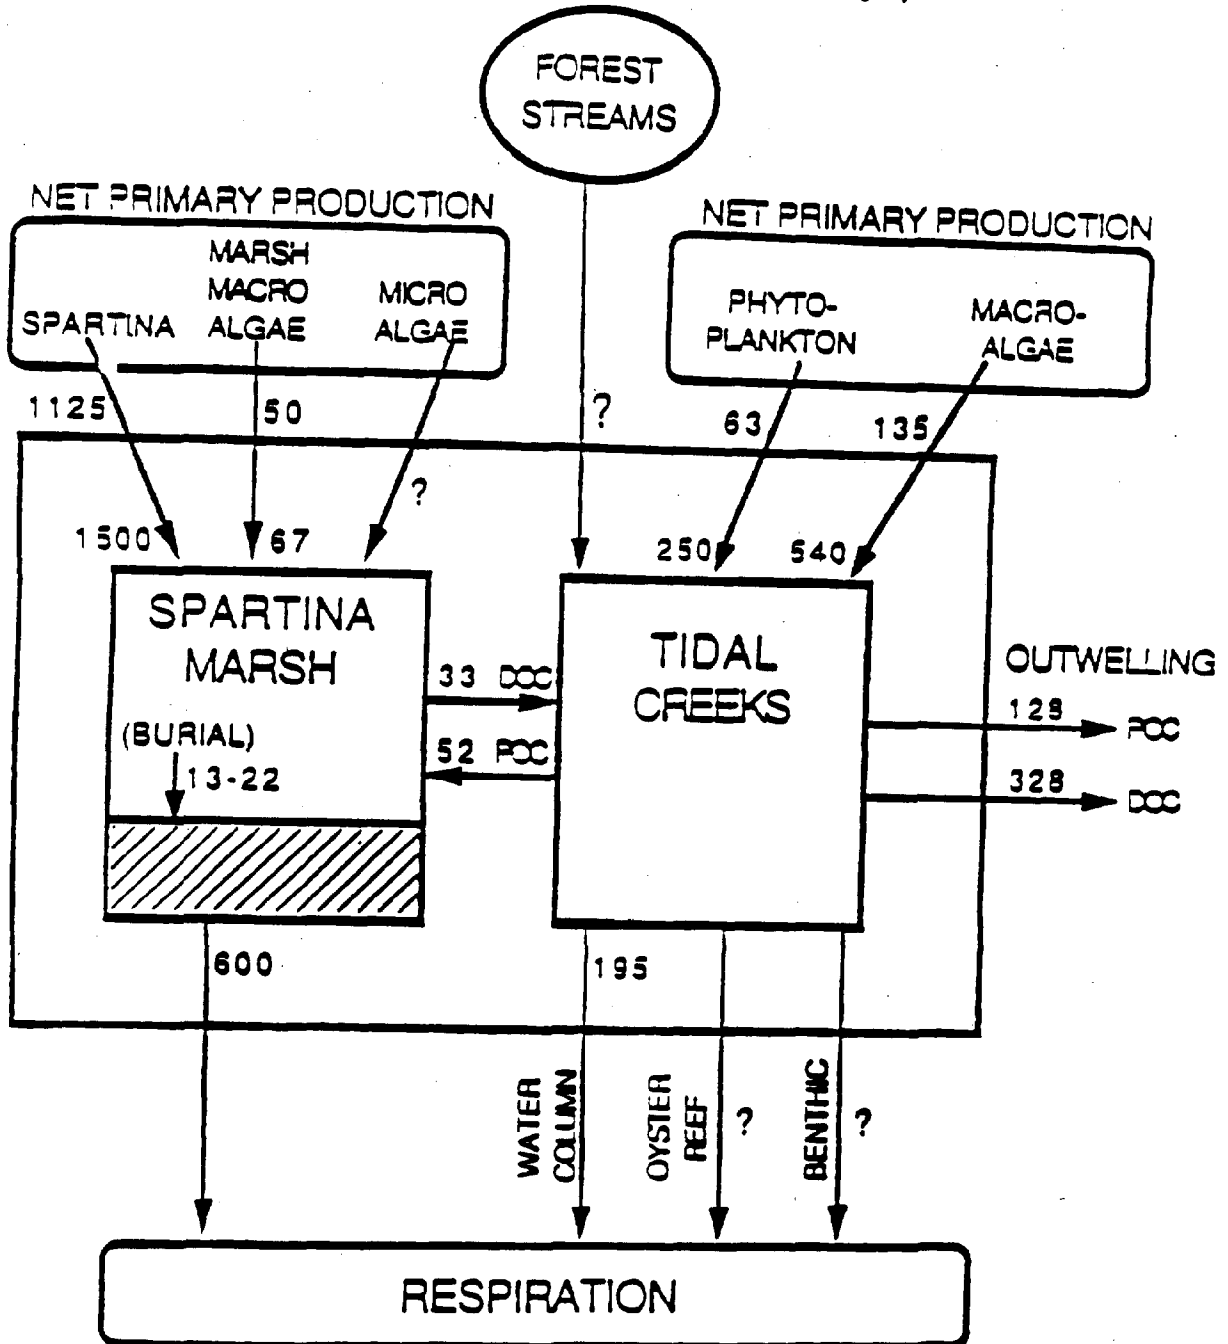 FOREST
STREAMS
NET PRIMARY PRODUCTION
SPARTINA
MARSH
MACRO
ALGAE
MICRO
ALGAE
NET PRIMARY PRODUCTION
PHYTO-
PLANKTON
MACRO-
ALGAE
1125
50
?
?
63
135
1500
67
250
540
SPARTINA
MARSH
(BURIAL)
13-22
33 DOC
52 POC
TIDAL
CREEKS
OUTWELLING
128 POC
328 DOC
600
195
WATER
COLUMN
OYSTER
REEF
?
BENTHIC
?
RESPIRATION